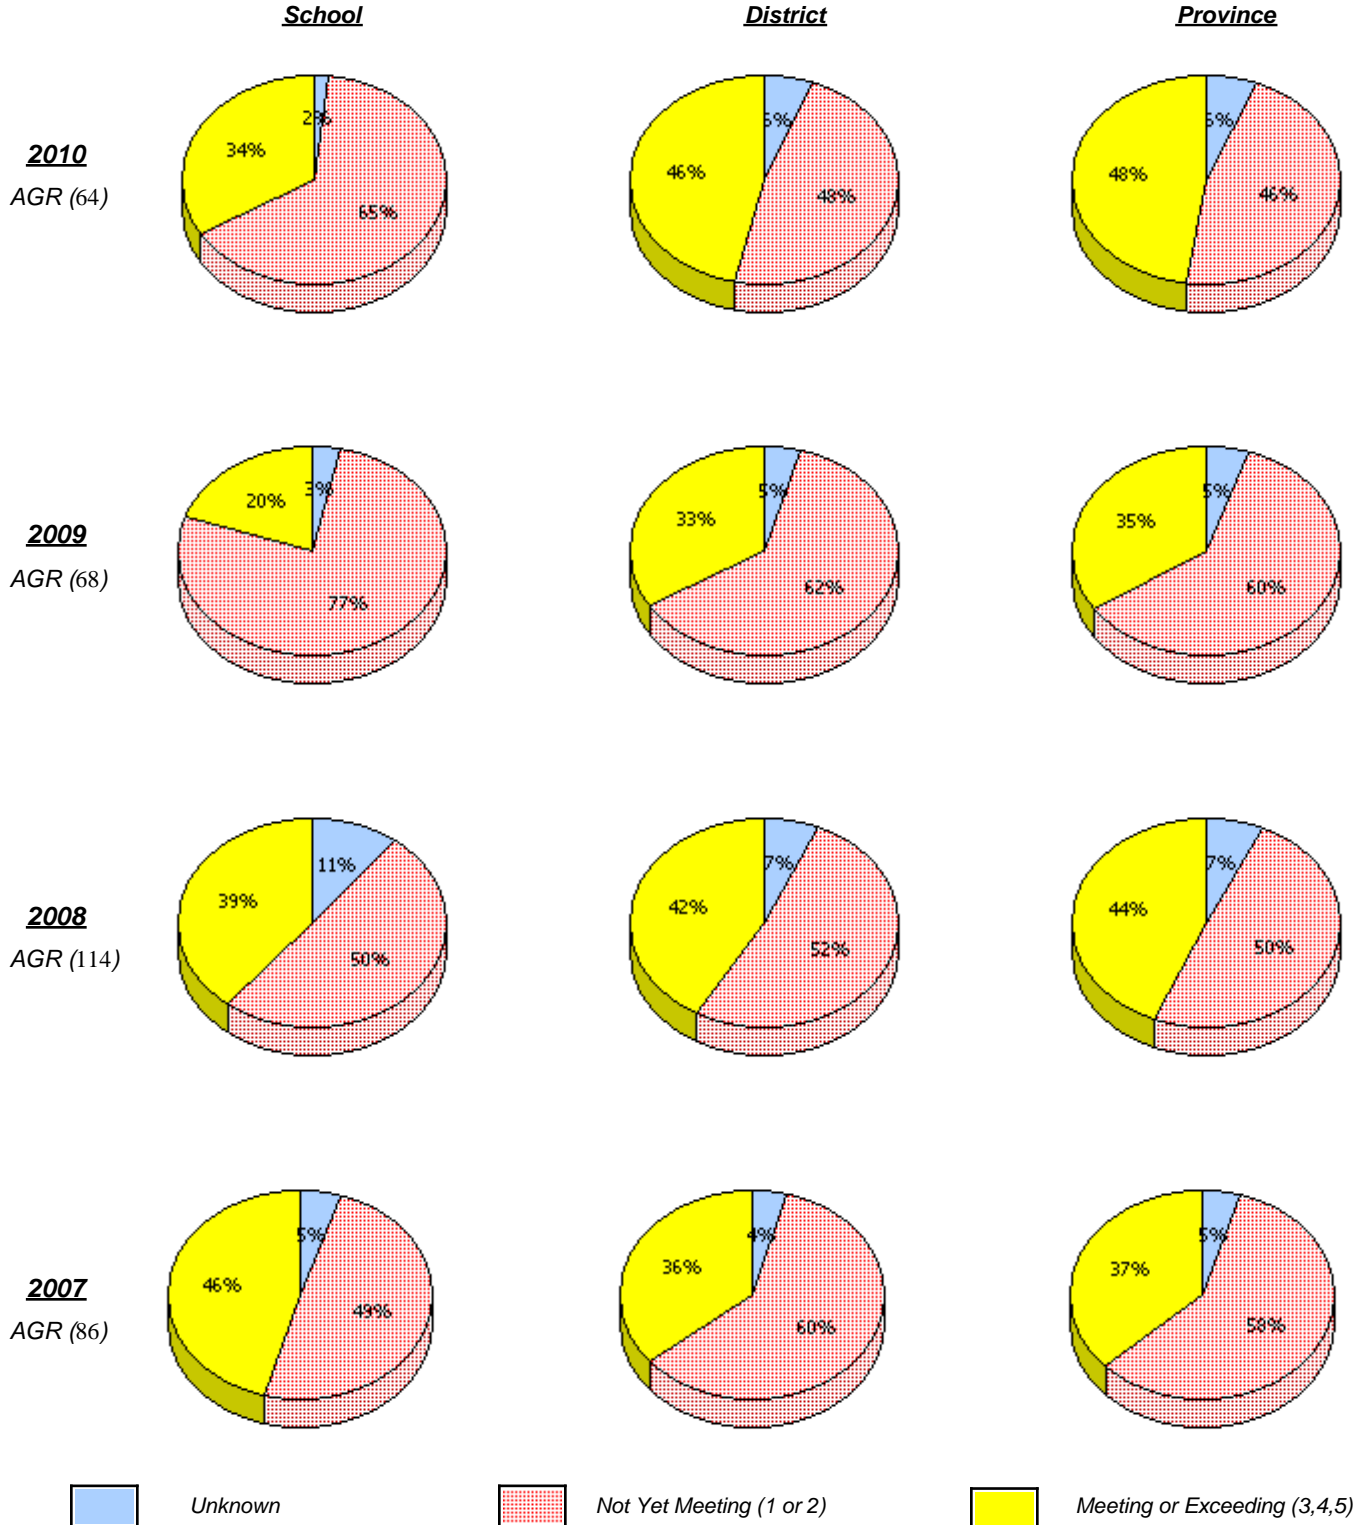 School District Province
2010
AGR (64)
2% 65% 34%
6% 48% 46%
6% 46% 48%
2009
AGR (68)
3% 77% 20%
5% 62% 33%
5% 60% 35%
2008
AGR (114)
11% 50% 39%
7% 52% 42%
7% 50% 44%
2007
AGR (86)
5% 49% 46%
4% 60% 36%
5% 58% 37%
Unknown Not Yet Meeting (1 or 2) Meeting or Exceeding (3,4,5)